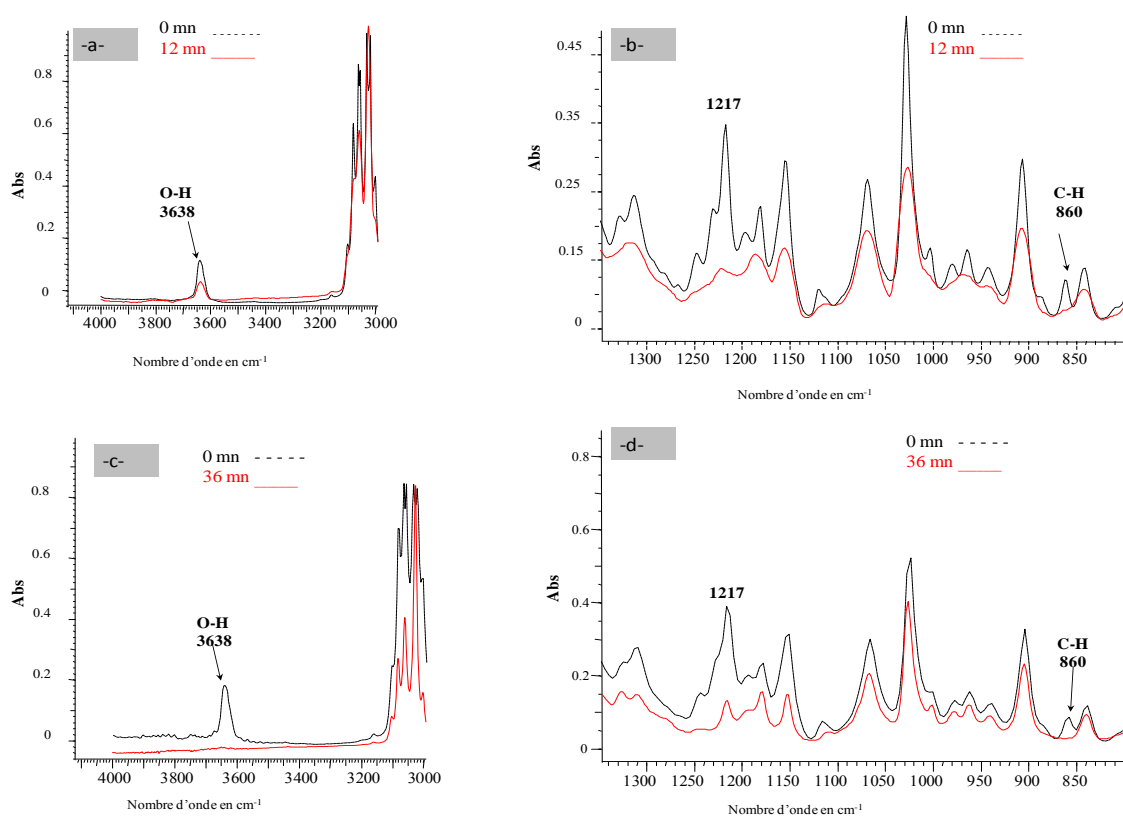 -a-
0 mn
12 mn
Abs
0.8
0.6
0.4
0.2
0
O-H
3638
4000 3800 3600 3400 3200 3000
Nombre d'onde en cm-1
-b-
0 mn
12 mn
Abs
0.45
0.35
0.25
0.15
0
1217
C-H
860
1300 1250 1200 1150 1050 1000 950 900 850
Nombre d'onde en cm-1
-c-
0 mn
36 mn
Abs
0.8
0.6
0.4
0.2
0
O-H
3638
4000 3800 3600 3400 3200 3000
Nombre d'onde en cm-1
-d-
0 mn
36 mn
Abs
0.8
0.6
0.4
0.2
0
1217
C-H
860
1300 1250 1200 1150 1100 1050 1000 950 900 850
Nombre d'onde en cm-1